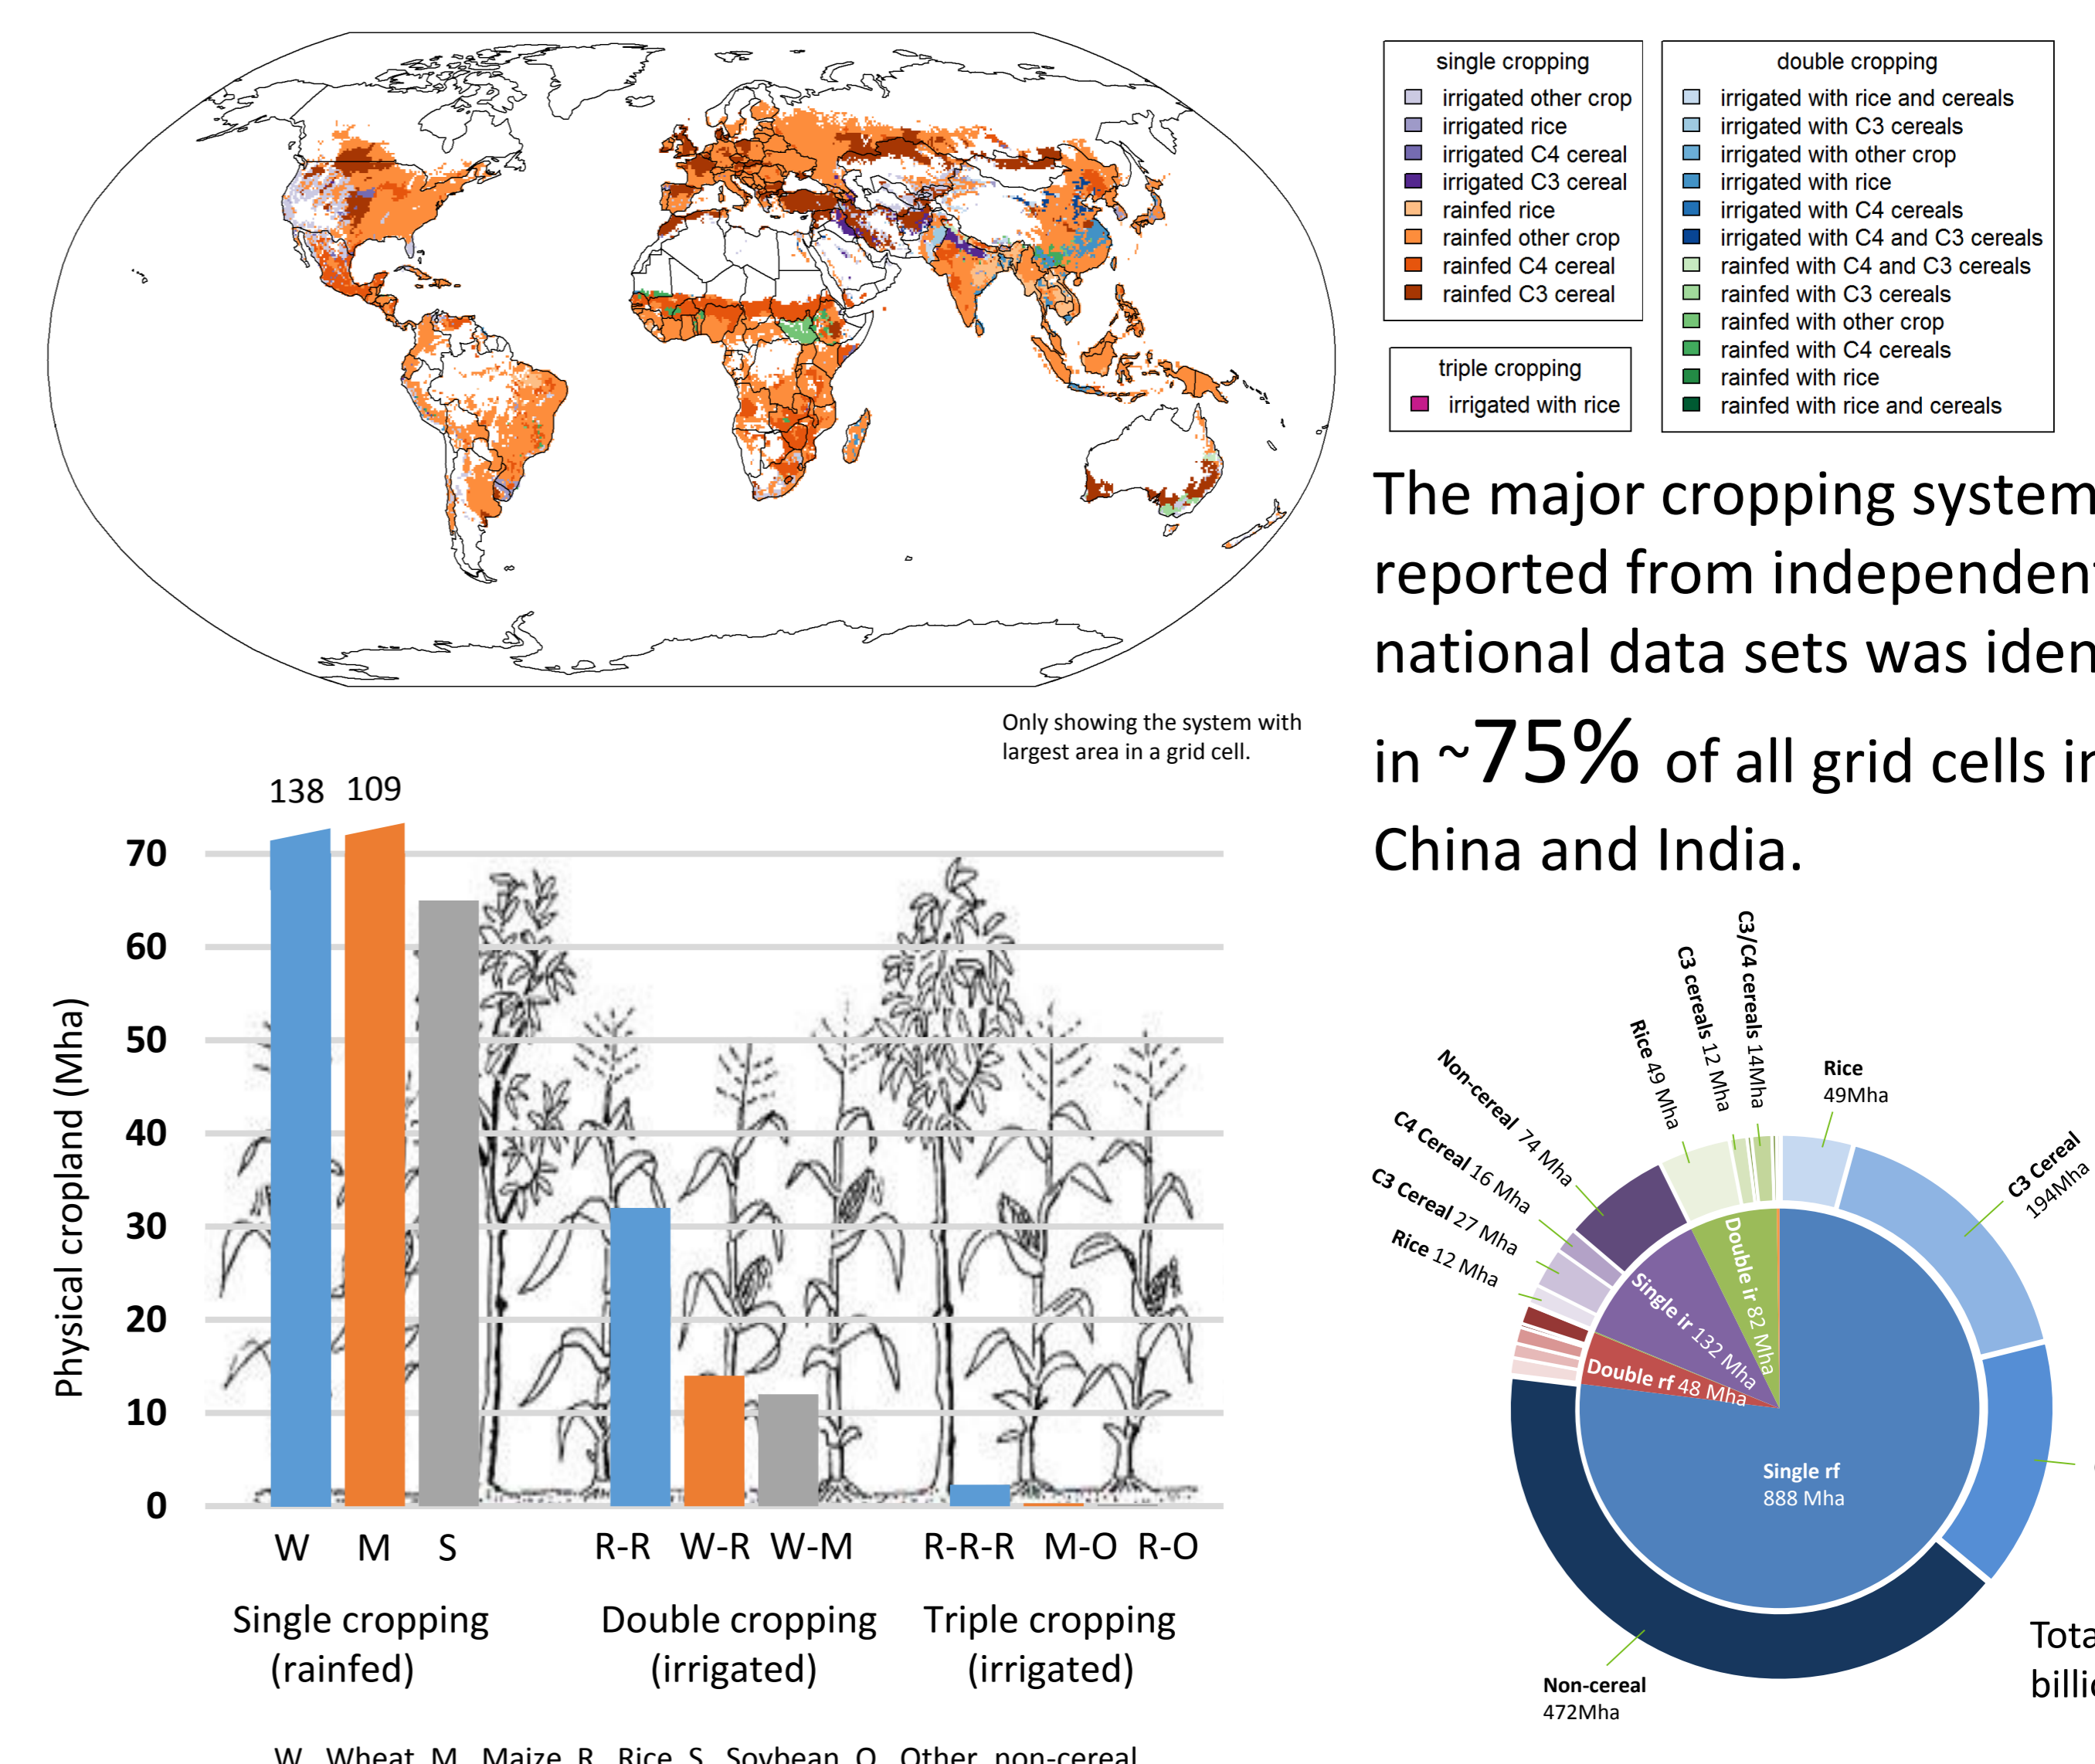 single cropping
irrigated other crop
irrigated rice
irrigated C4 cereal
irrigated C3 cereal
rainfed rice
rainfed other crop
rainfed C4 cereal
rainfed C3 cereal
triple cropping
irrigated with rice
double cropping
irrigated with rice and cereals
irrigated with C3 cereals
irrigated with other crop
irrigated with rice
irrigated with C4 cereals
irrigated with C4 and C3 cereals
rainfed with C4 and C3 cereals
rainfed with C3 cereals
rainfed with other crop
rainfed with C4 cereals
rainfed with rice
rainfed with rice and cereals
Only showing the system with
largest area in a grid cell.
The major cropping system
reported from independent
national data sets was iden
in ~75% of all grid cells in
China and India.
138 109
Physical cropland (Mha)
70
60
50
40
30
20
10
0
W M S R-R W-R W-M R-R-R M-O R-O
Single cropping
(rainfed)
Double cropping
(irrigated)
Triple cropping
(irrigated)
W Wheat M Maize R Rice S Soybean O Other non-cereal
C3/C4 cereals 14Mha
C3 cereals 12 Mha
Rice 49 Mha
Non-cereal 74 Mha
C4 Cereal 16 Mha
C3 Cereal 27 Mha
Rice 12 Mha
Rice
49Mha
C3 Cereal
194Mha
Double ir 82 Mha
Single ir 132 Mha
Double rf 48 Mha
Single rf
888 Mha
Non-cereal
472Mha
Tota
billi